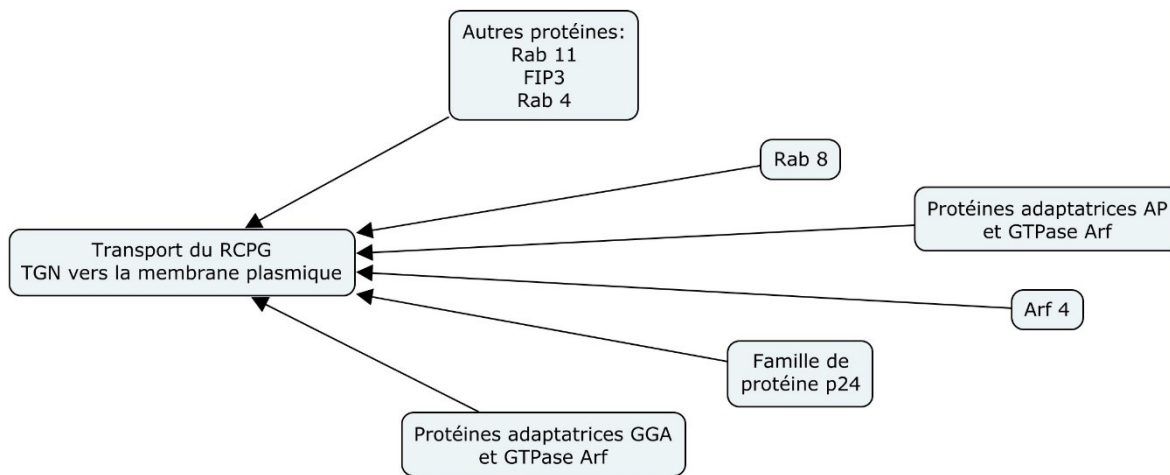 Autres protéines:
Rab 11
FIP3
Rab 4
Rab 8
Protéines adaptatrices AP
et GTPase Arf
Transport du RCPG
TGN vers la membrane plasmique
Arf 4
Famille de
protéine p24
Protéines adaptatrices GGA
et GTPase Arf